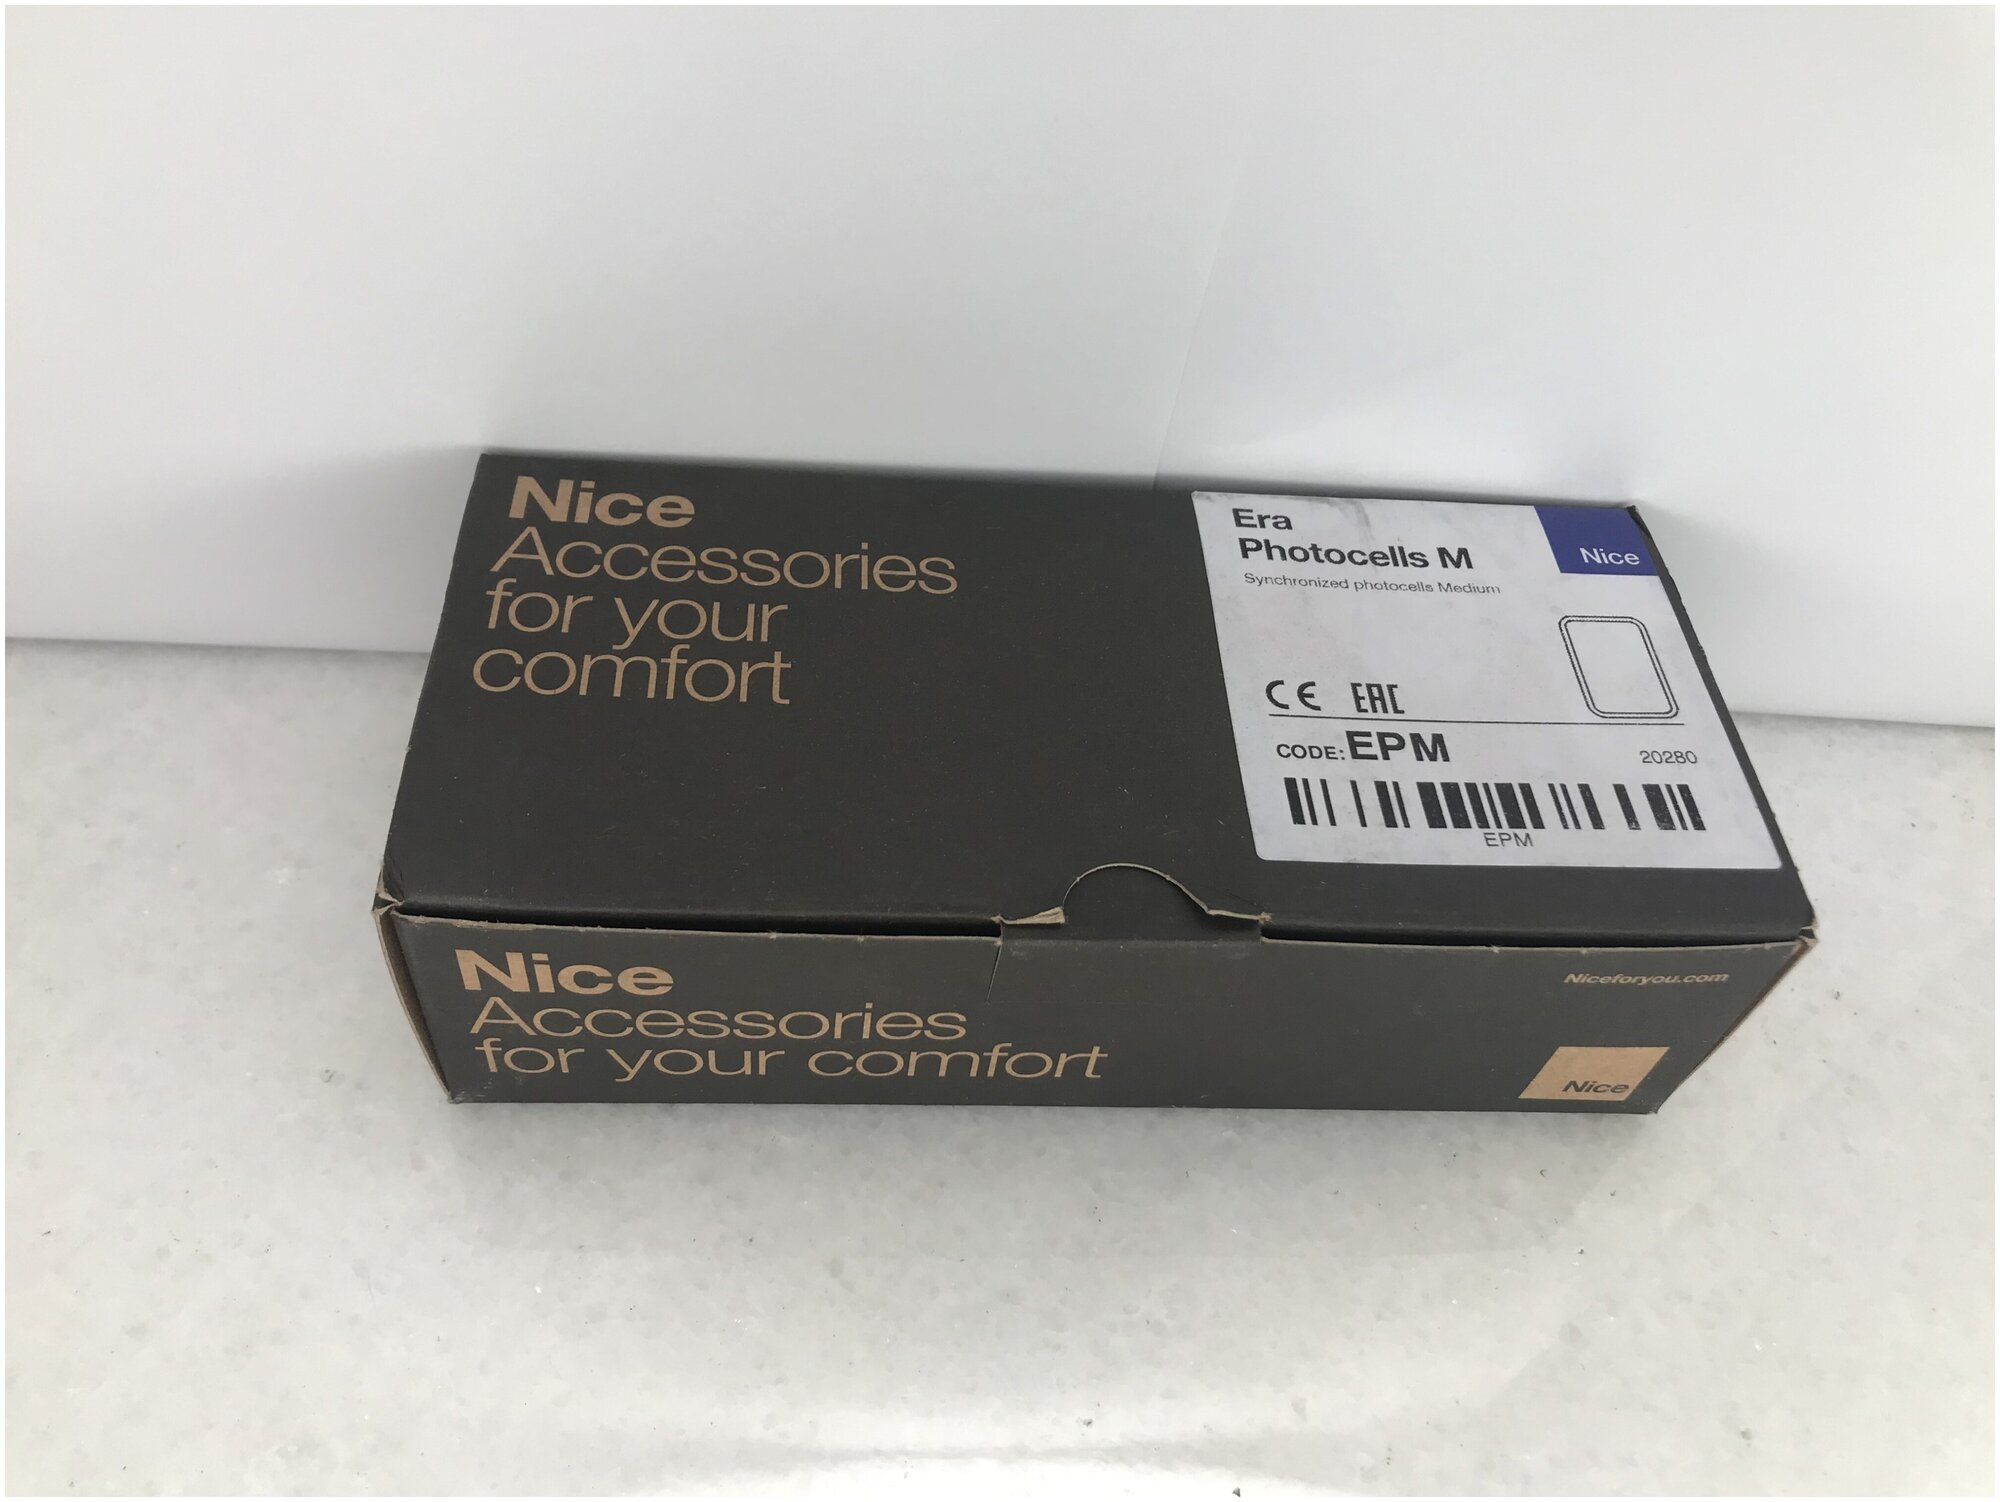 Nice
Accessories
for your
comfort
Era
Photocells M
Synchronized photocells Medium
Nice
CE EAC
CODE: EPM
20280
EPM
Nice
Accessories
for your comfort
Niceforyou.com
Nice